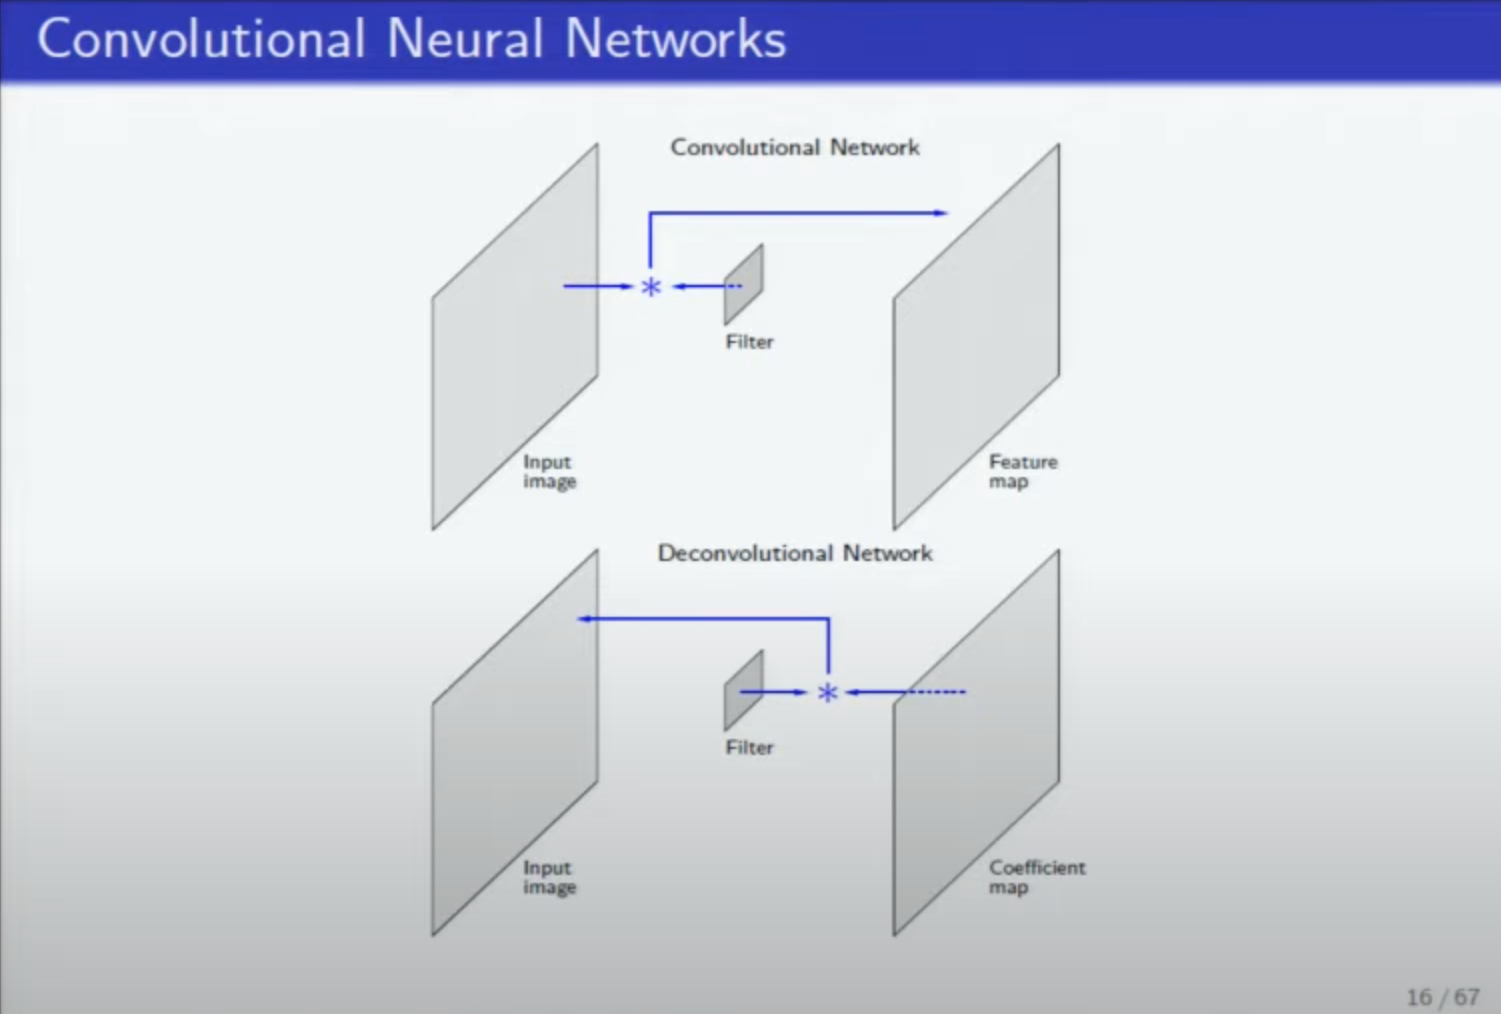 Convolutional Neural Networks
Convolutional Network
*
Filter
Input
image
Feature
map
Deconvolutional Network
*
Filter
Input
image
Coefficient
map
16 / 67